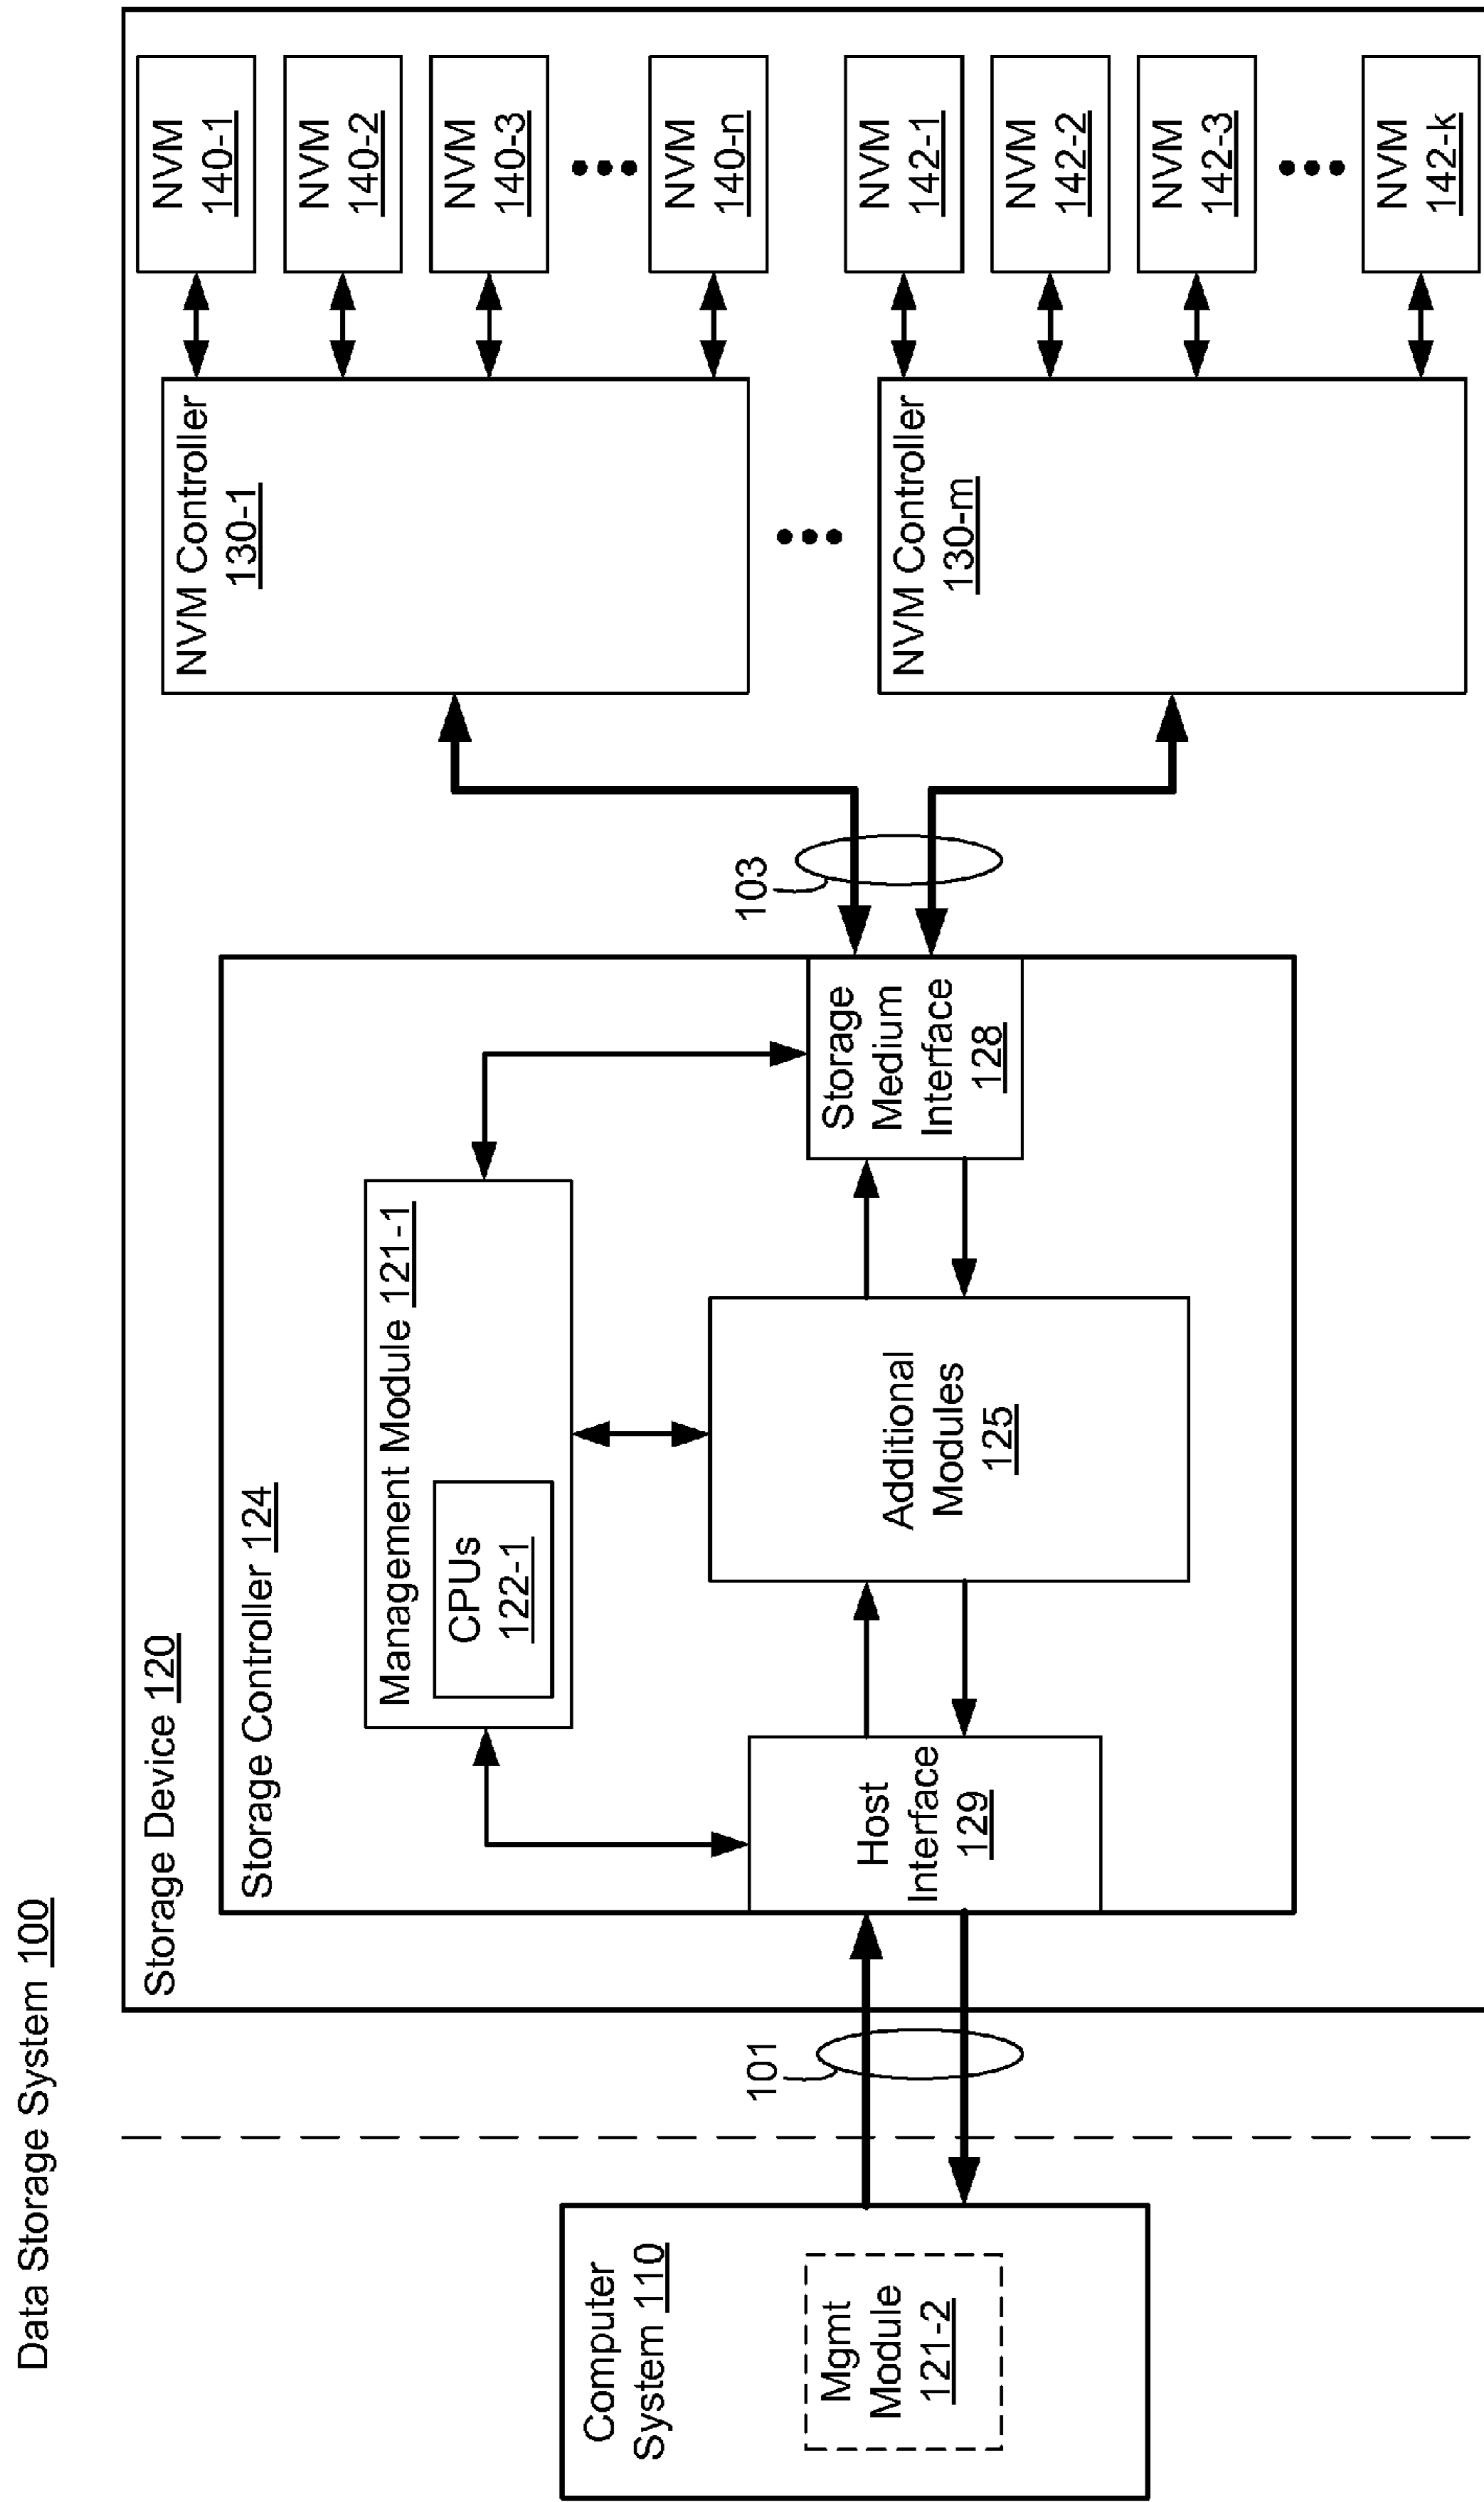 Data Storage System 100
Computer
System 110
Mgmt
Module
121-2
101
Storage Device 120
Storage Controller 124
Management Module 121-1
CPUs
122-1
Host
Interface
129
Additional
Modules
125
Storage
Medium
Interface
128
103
NVM Controller
130-1
NVM Controller
130-m
NVM
140-1
NVM
140-2
NVM
140-3
NVM
140-n
NVM
142-1
NVM
142-2
NVM
142-3
NVM
142-k